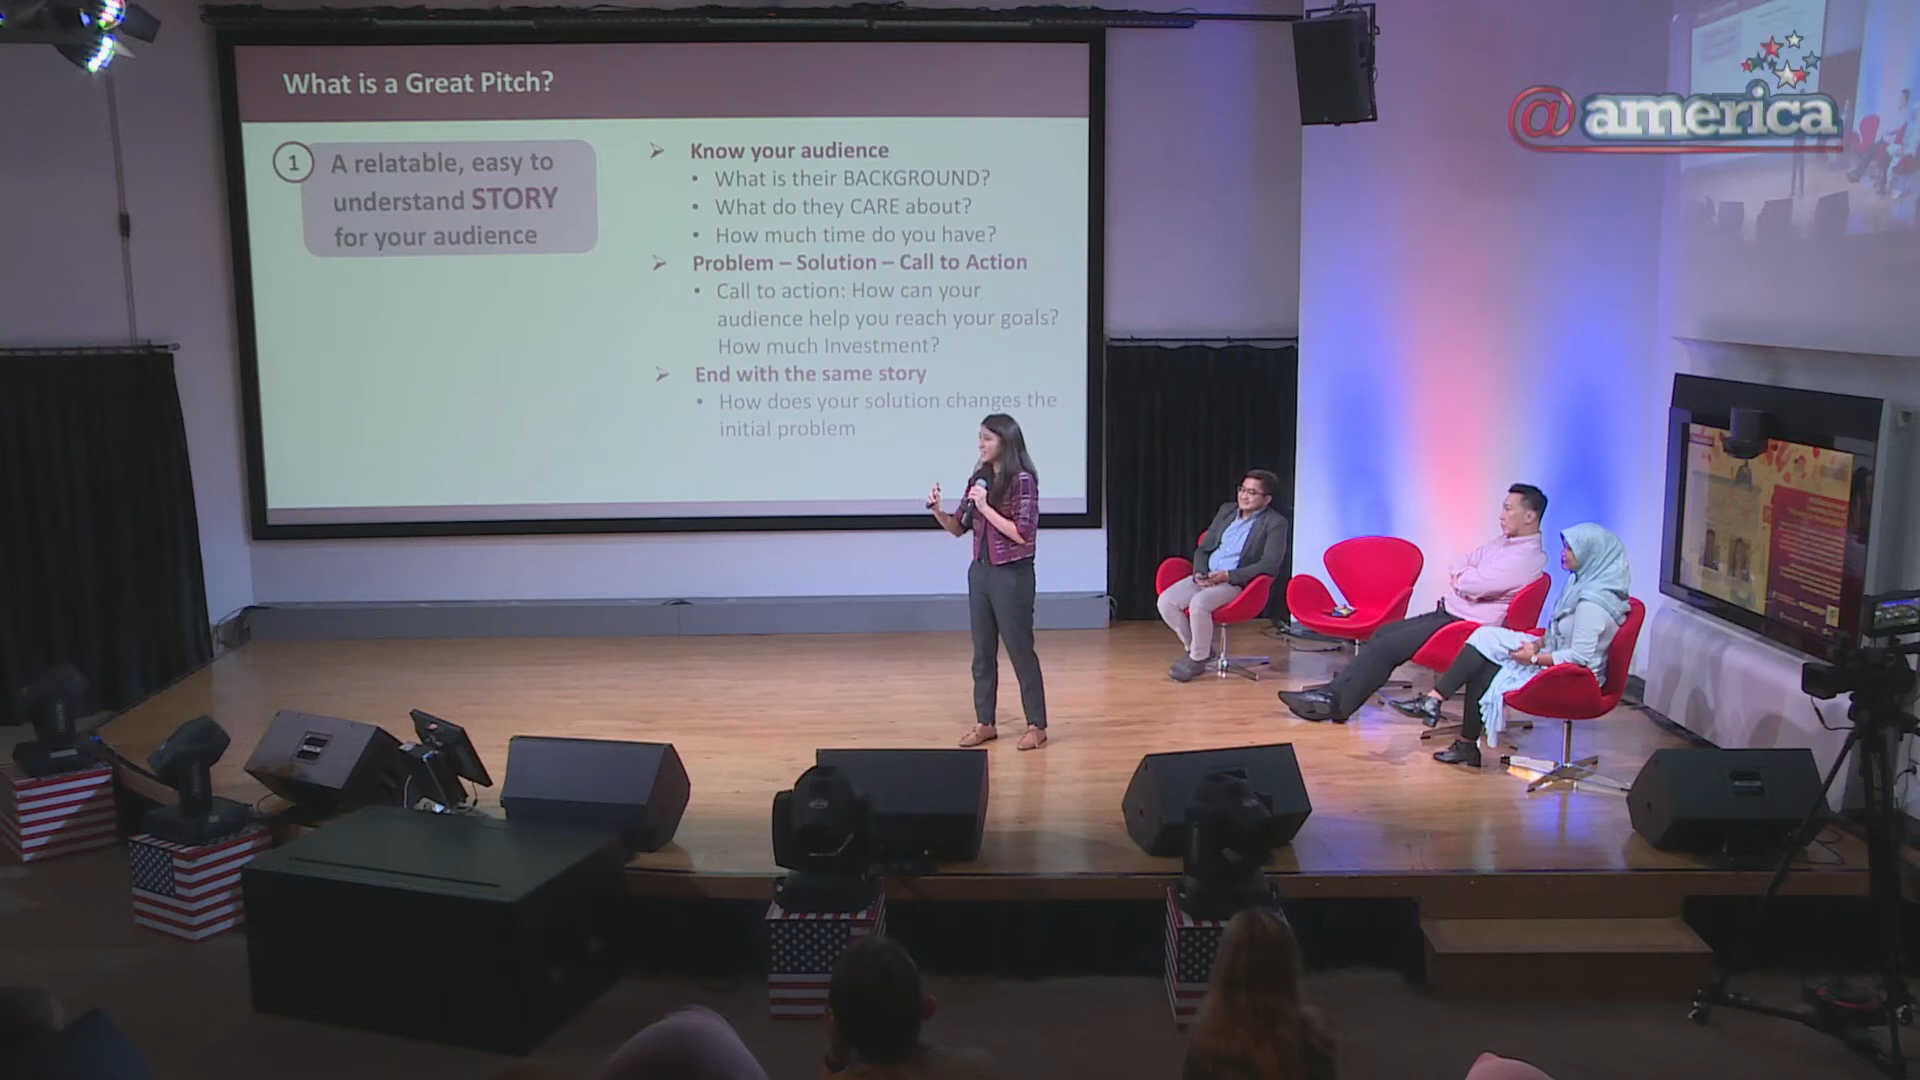 What is a Great Pitch?
1
A relatable, easy to
understand STORY
for your audience
➢ Know your audience
• What is their BACKGROUND?
• What do they CARE about?
• How much time do you have?
➢ Problem – Solution – Call to Action
• Call to action: How can your
audience help you reach your goals?
How much Investment?
➢ End with the same story
• How does your solution changes the
initial problem
@america